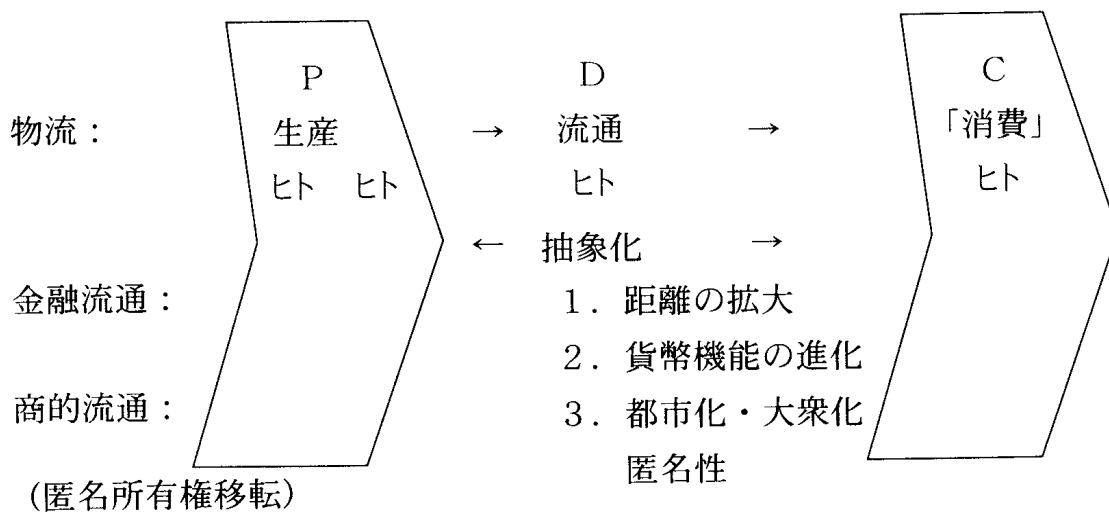 P D C
物流： 生産 → 流通 → 「消費」
ヒト ヒト ヒト ヒト
← 抽象化 →
金融流通： １．距離の拡大
２．貨幣機能の進化
商的流通： ３．都市化・大衆化
匿名性
（匿名所有権移転）